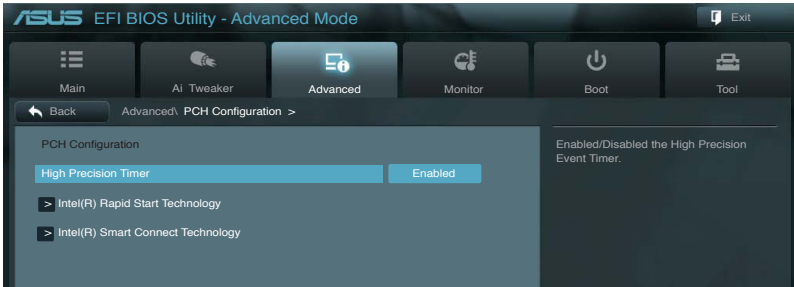 ASUS EFI BIOS Utility - Advanced Mode
Exit
Main
Ai Tweaker
Advanced
Monitor
Boot
Tool
Back
Advanced\ PCH Configuration >
PCH Configuration
High Precision Timer
Enabled
> Intel(R) Rapid Start Technology
> Intel(R) Smart Connect Technology
Enabled/Disabled the High Precision
Event Timer.